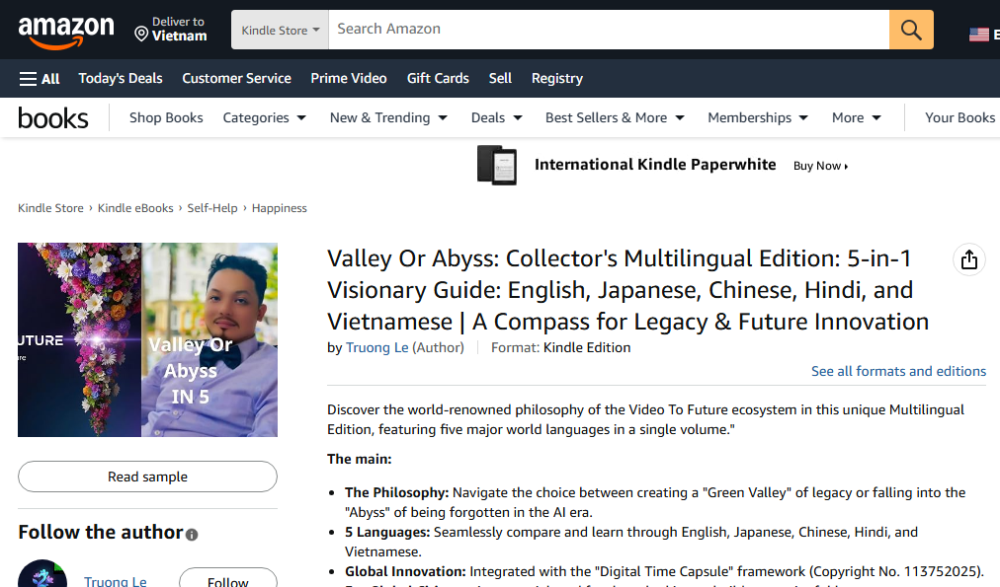 amazon
Deliver to
Vietnam
Kindle Store
Search Amazon
All
Today's Deals
Customer Service
Prime Video
Gift Cards
Sell
Registry
books
Shop Books
Categories
New & Trending
Deals
Best Sellers & More
Memberships
More
Your Books
International Kindle Paperwhite
Buy Now
Kindle Store › Kindle eBooks › Self-Help › Happiness
UTURE
Valley Or
Abyss
IN 5
Read sample
Follow the author
Truong Le
Follow
Valley Or Abyss: Collector's Multilingual Edition: 5-in-1
Visionary Guide: English, Japanese, Chinese, Hindi, and
Vietnamese | A Compass for Legacy & Future Innovation
by Truong Le (Author)
Format: Kindle Edition
See all formats and editions
Discover the world-renowned philosophy of the Video To Future ecosystem in this unique Multilingual
Edition, featuring five major world languages in a single volume."
The main:
The Philosophy: Navigate the choice between creating a "Green Valley" of legacy or falling into the
"Abyss" of being forgotten in the AI era.
5 Languages: Seamlessly compare and learn through English, Japanese, Chinese, Hindi, and
Vietnamese.
Global Innovation: Integrated with the "Digital Time Capsule" framework (Copyright No. 113752025).